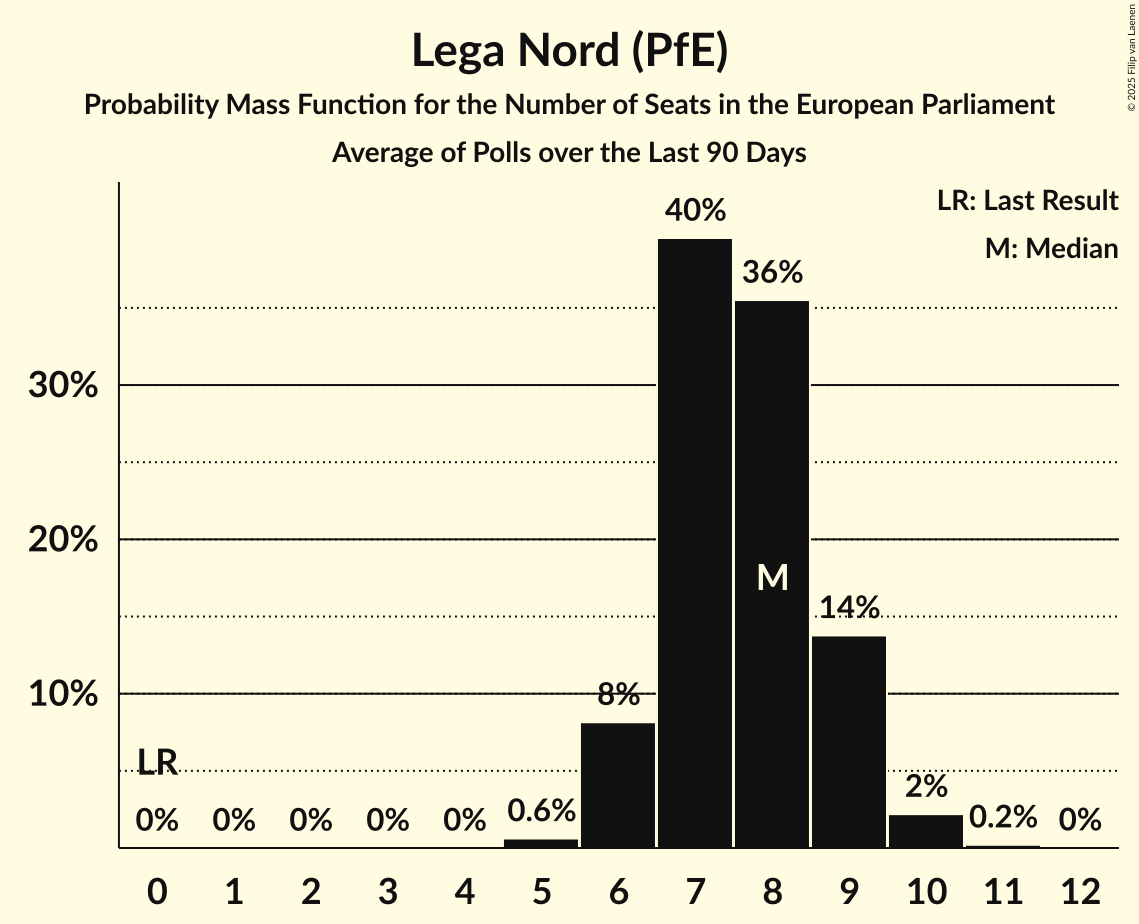 Lega Nord (PfE)
Probability Mass Function for the Number of Seats in the European Parliament
Average of Polls over the Last 90 Days
© 2025 Filip van Laenen
LR: Last Result
M: Median
40%
36%
30%
20%
M
14%
10%
8%
LR
2%
0% 0% 0% 0% 0% 0.6% 0.2% 0%
0 1 2 3 4 5 6 7 8 9 10 11 12